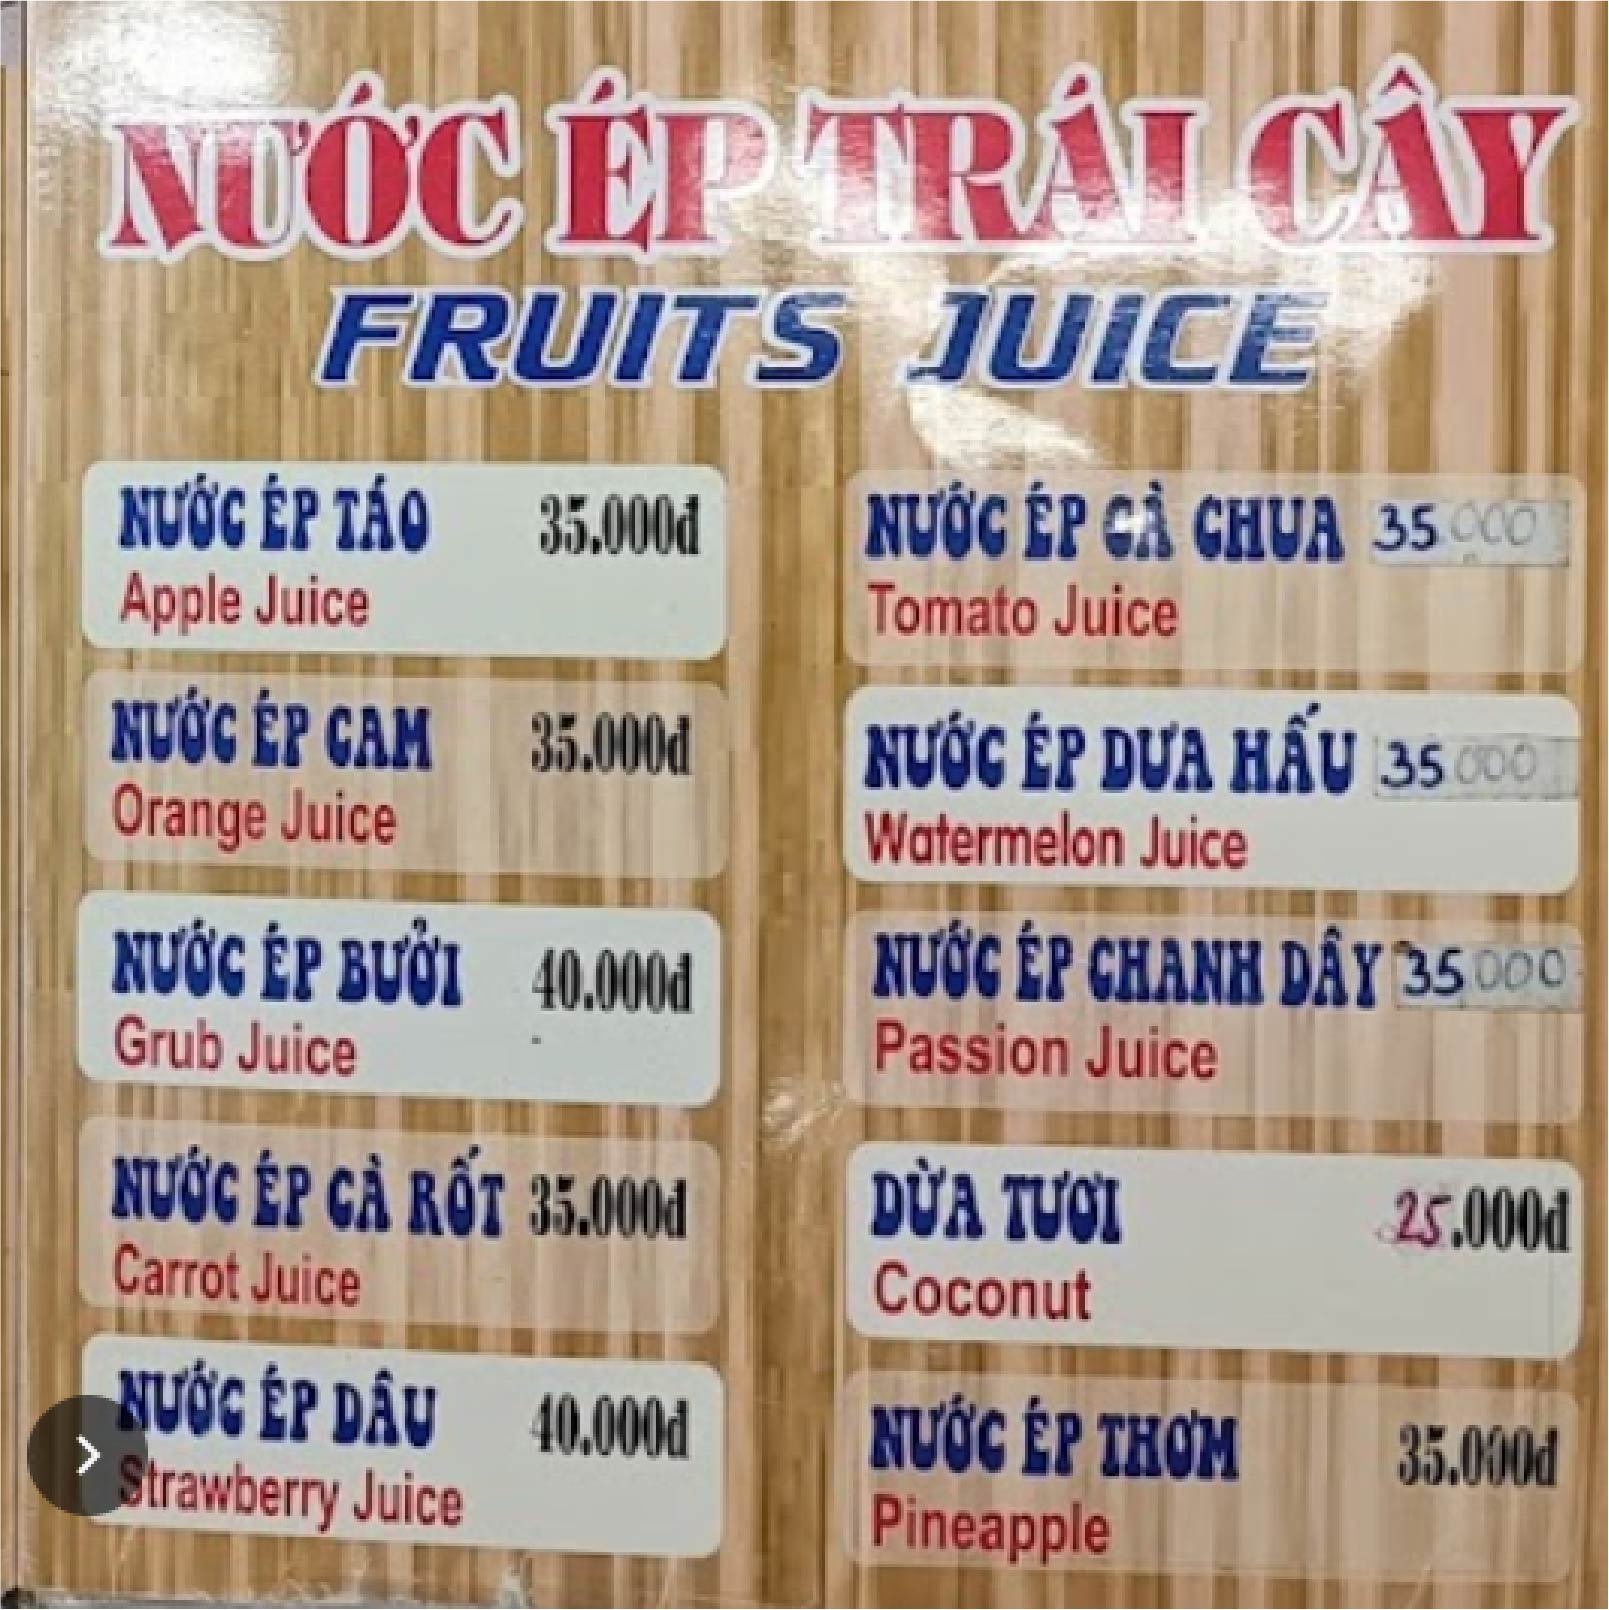 NƯỚC ÉP TRÁI CÂY
FRUITS JUICE
NƯỚC ÉP TÁO 35.000đ
Apple Juice
NƯỚC ÉP CAM 35.000đ
Orange Juice
NƯỚC ÉP BƯỞI 40.000đ
Grub Juice
NƯỚC ÉP CÀ RỐT 35.000đ
Carrot Juice
NƯỚC ÉP DÂU 40.000đ
Strawberry Juice
NƯỚC ÉP CÀ CHUA 35.000
Tomato Juice
NƯỚC ÉP DƯA HẤU 35.000
Watermelon Juice
NƯỚC ÉP CHANH DÂY 35.000
Passion Juice
DỪA TƯƠI 25.000đ
Coconut
NƯỚC ÉP THƠM 35.000đ
Pineapple